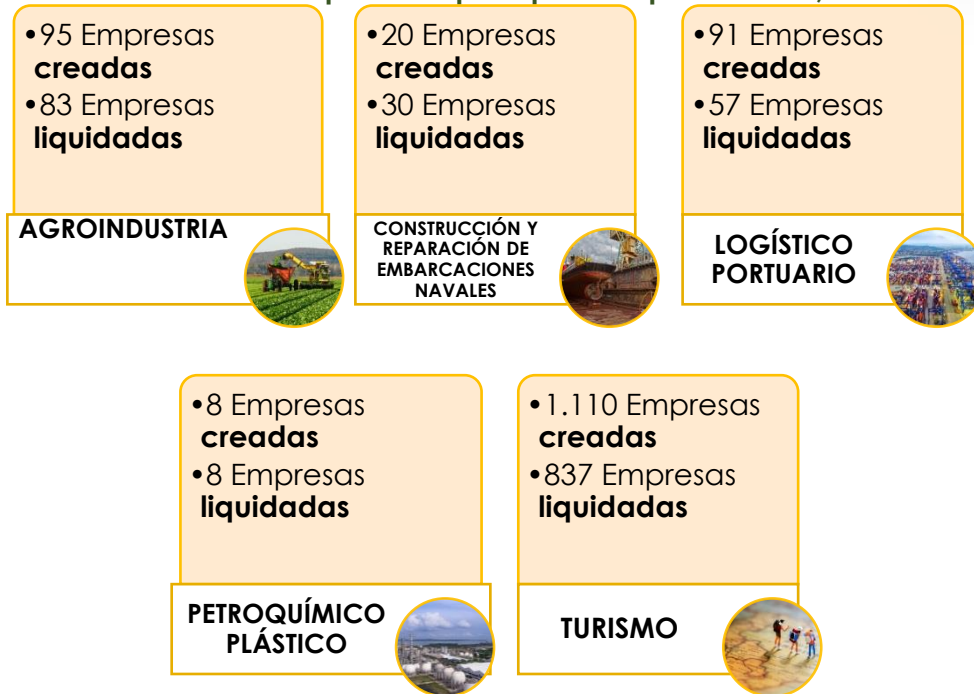 •95 Empresas
creadas
•83 Empresas
liquidadas
AGROINDUSTRIA
•20 Empresas
creadas
•30 Empresas
liquidadas
CONSTRUCCIÓN Y
REPARACIÓN DE
EMBARCACIONES
NAVALES
•91 Empresas
creadas
•57 Empresas
liquidadas
LOGÍSTICO
PORTUARIO
•8 Empresas
creadas
•8 Empresas
liquidadas
PETROQUÍMICO
PLÁSTICO
•1.110 Empresas
creadas
•837 Empresas
liquidadas
TURISMO